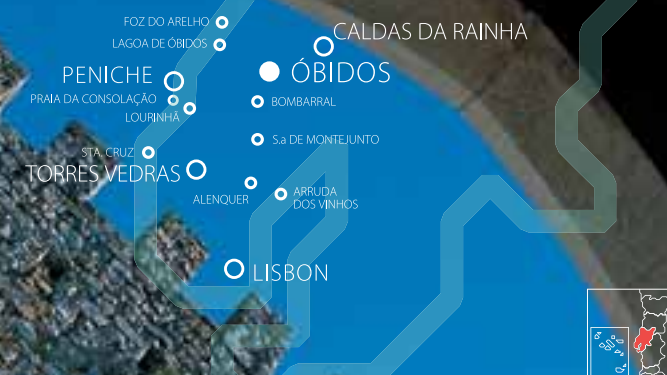 FOZ DO ARELHO
CALDAS DA RAINHA
LAGOA DE ÓBIDOS
PENICHE
ÓBIDOS
PRAIA DA CONSOLAÇÃO
BOMBARRAL
LOURINHÃ
S.a DE MONTEJUNTO
STA. CRUZ
TORRES VEDRAS
ALENQUER
ARRUDA
DOS VINHOS
LISBON